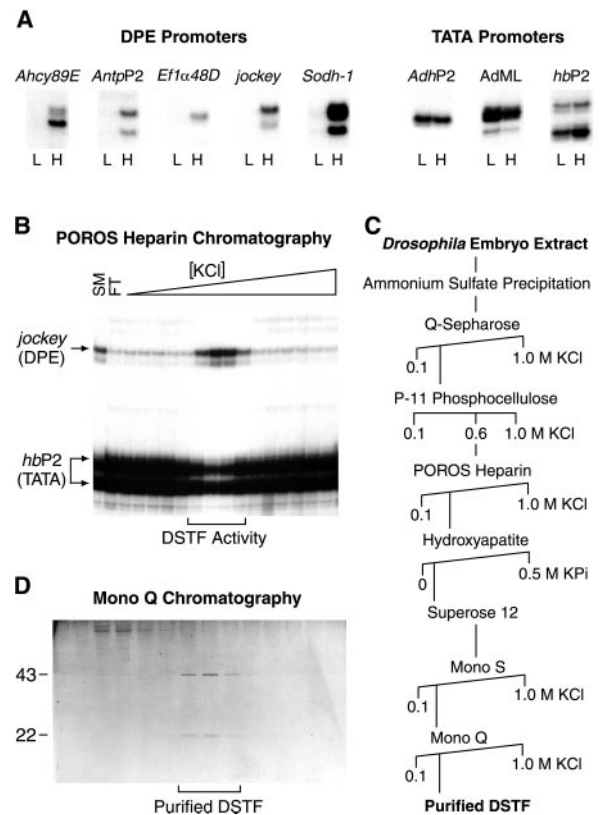 A
DPE Promoters
TATA Promoters
Ahcy89E AntpP2 Ef1α48D jockey Sodh-1 AdhP2 AdML hbP2
L H L H L H L H L H L H L H L H
B
POROS Heparin Chromatography
[KCl]
SM FT
jockey
(DPE)
hbP2
(TATA)
DSTF Activity
C
Drosophila Embryo Extract
Ammonium Sulfate Precipitation
Q-Sepharose
0.1 1.0 M KCl
P-11 Phosphocellulose
0.1 0.6 1.0 M KCl
POROS Heparin
0.1 1.0 M KCl
Hydroxyapatite
0 0.5 M KPi
Superose 12
Mono S
0.1 1.0 M KCl
Mono Q
0.1 1.0 M KCl
Purified DSTF
D
Mono Q Chromatography
43
22
Purified DSTF